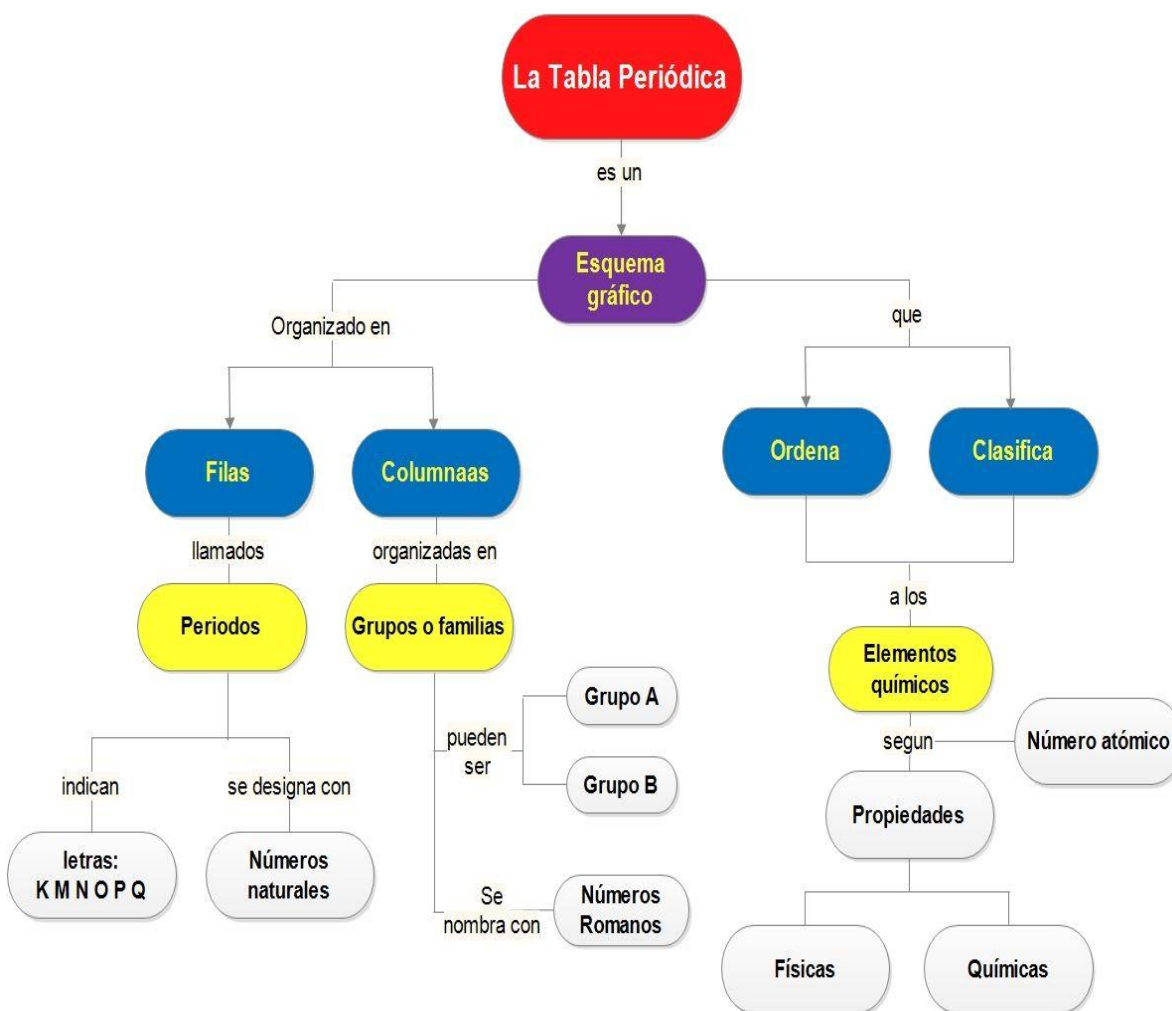 La Tabla Periódica
es un
Esquema
gráfico
Organizado en
que
Filas
Columnaas
Ordena
Clasifica
llamados
organizadas en
a los
Periodos
Grupos o familias
Elementos
químicos
Grupo A
pueden
ser
Grupo B
segun
Número atómico
indican
se designa con
Propiedades
letras:
K M N O P Q
Números
naturales
Se
nombra con
Números
Romanos
Físicas
Químicas